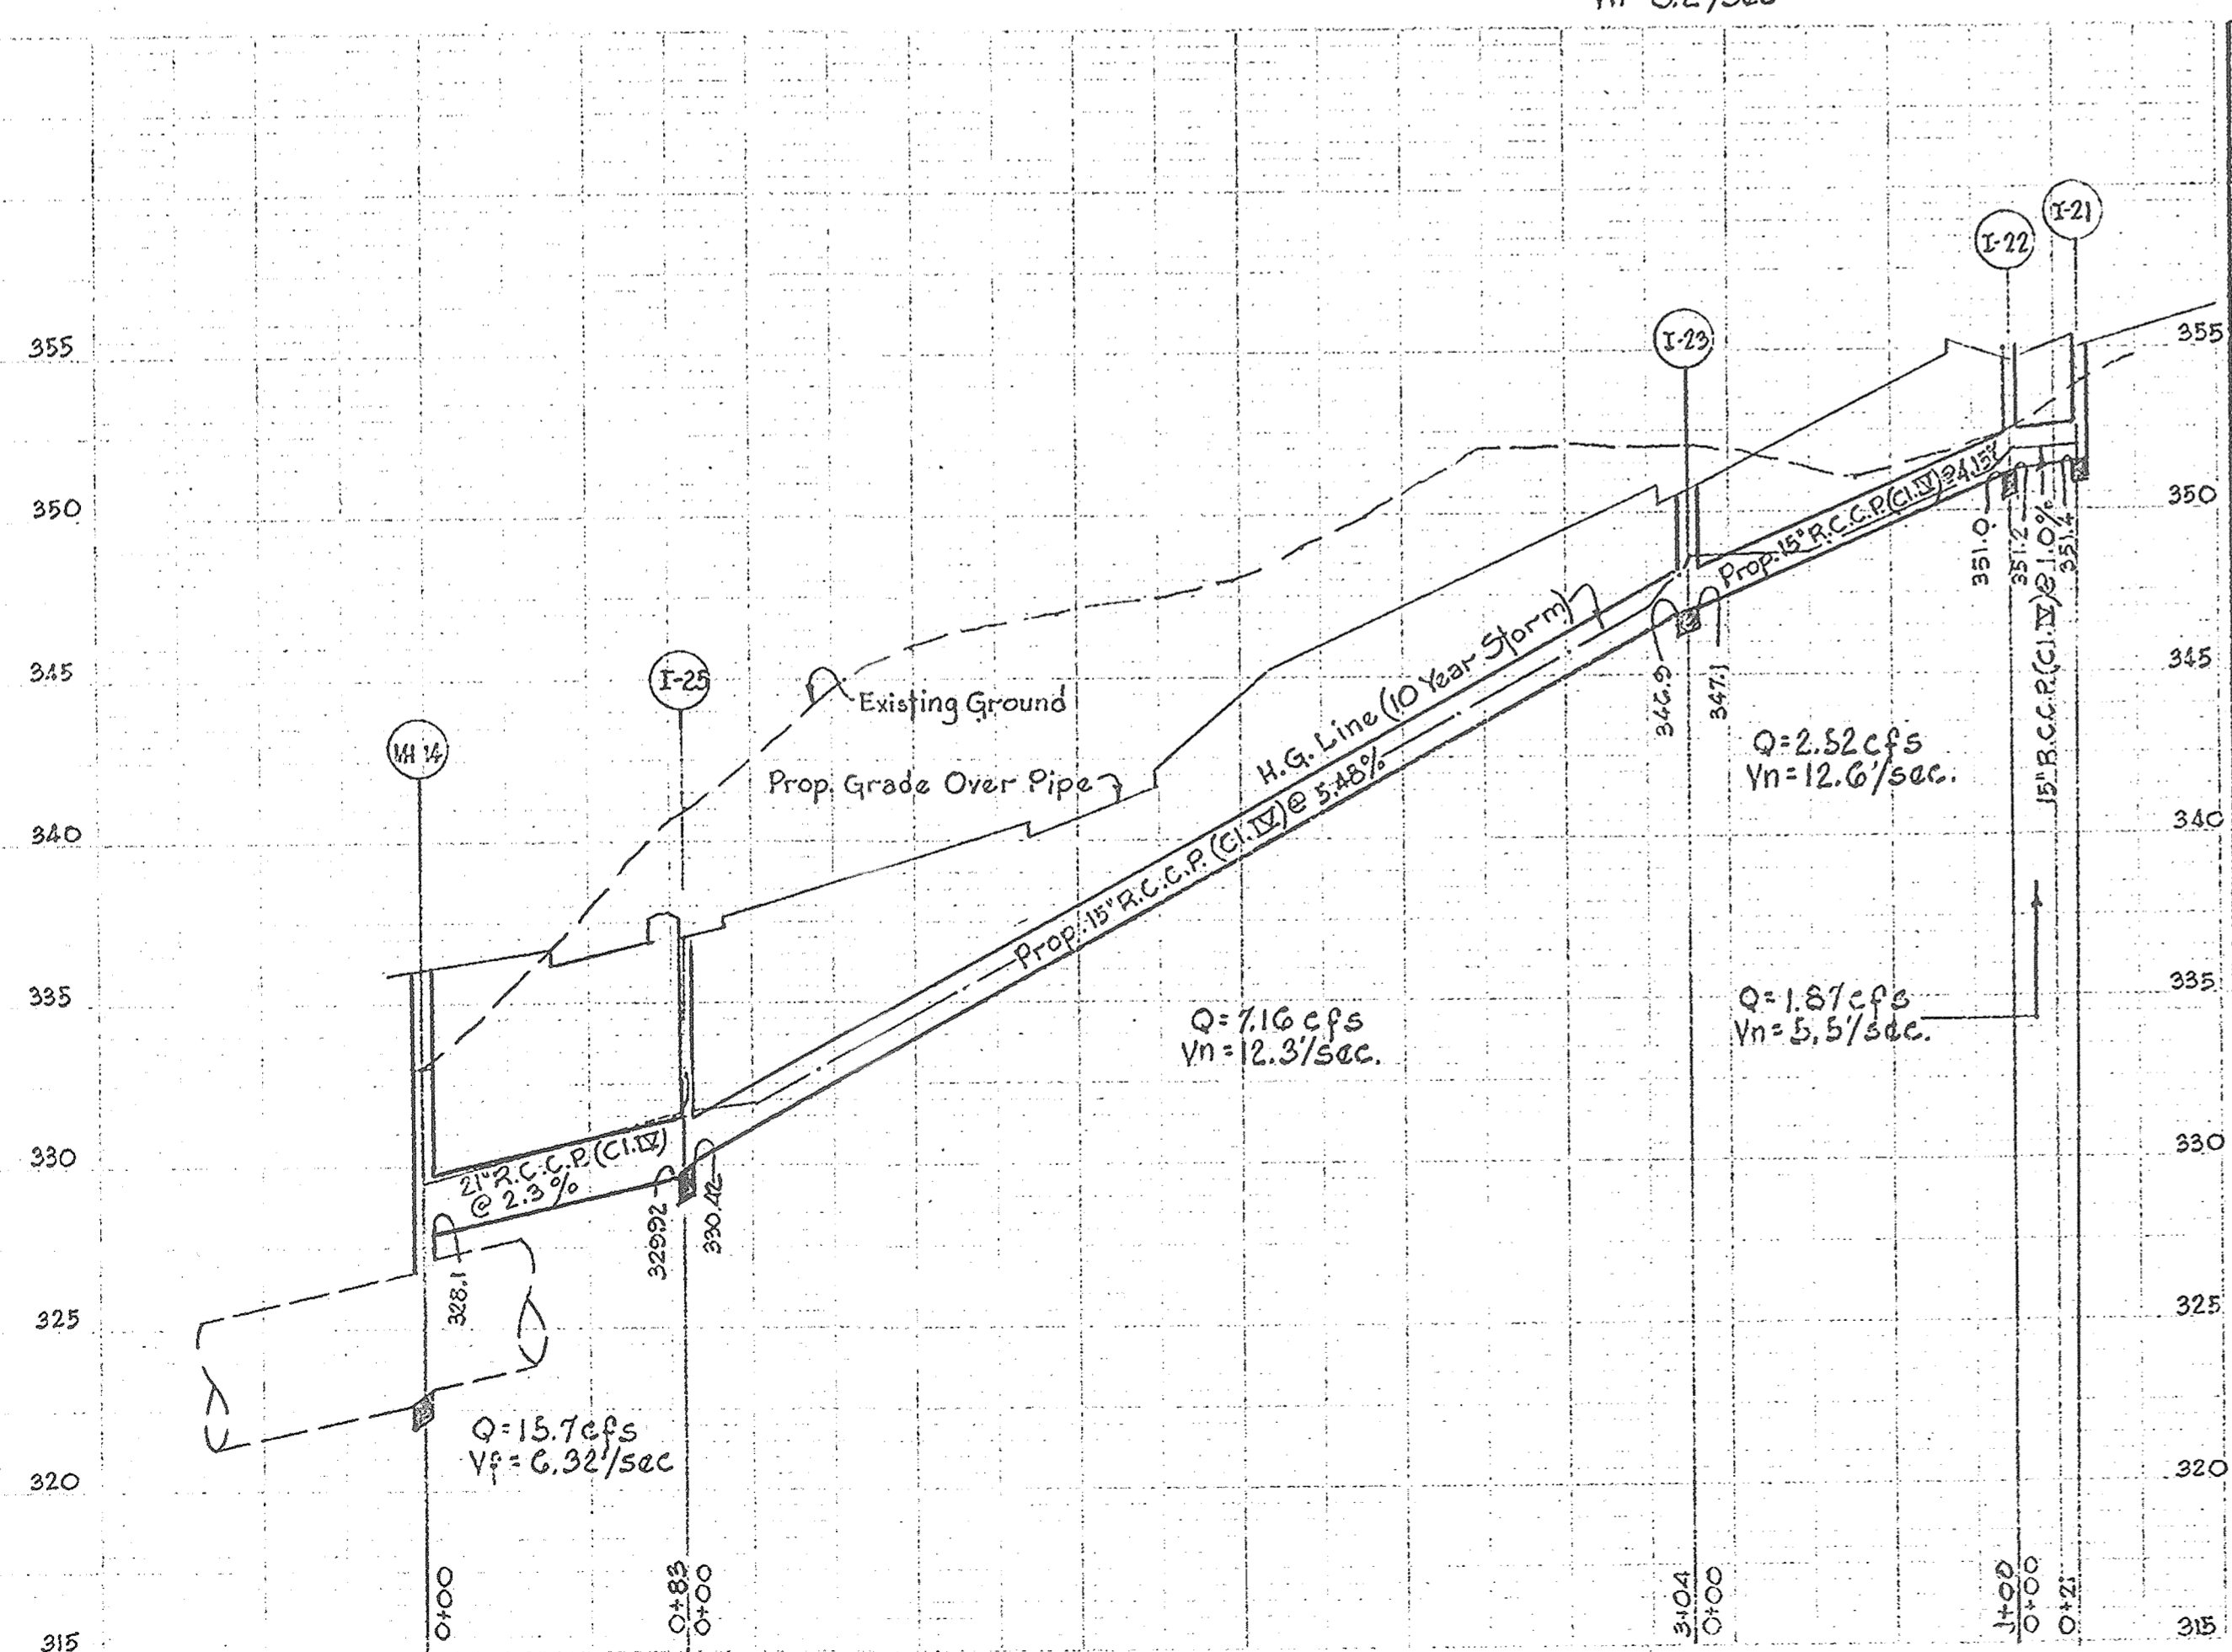 I-21
I-22
I-23
355
355
350
350
Prop. 15" R.C.C.P. (Cl. IV) @ 4.15%
351.0
351.2
351.4
15" R.C.C.P. (Cl. IV) @ 1.0%
345
345
I-25
Existing Ground
H.G. Line (10 Year Storm)
346.9
347.1
MH 14
Prop. Grade Over Pipe
Q=2.52 cfs
Vn=12.6'/sec.
340
340
Prop. 15" R.C.C.P. (Cl. IV) @ 5.48%
335
335
Q=7.16 cfs
Vn=12.3'/sec.
Q=1.87 cfs
Vn=5.5'/sec.
330
330
21" R.C.C.P. (Cl. IV)
@ 2.3%
328.1
329.92
330.42
325
325
Q=15.7 cfs
Vf=6.32'/sec
320
320
0+00
0+83
0+00
3+04
0+00
1+00
0+00
0+21
315
315